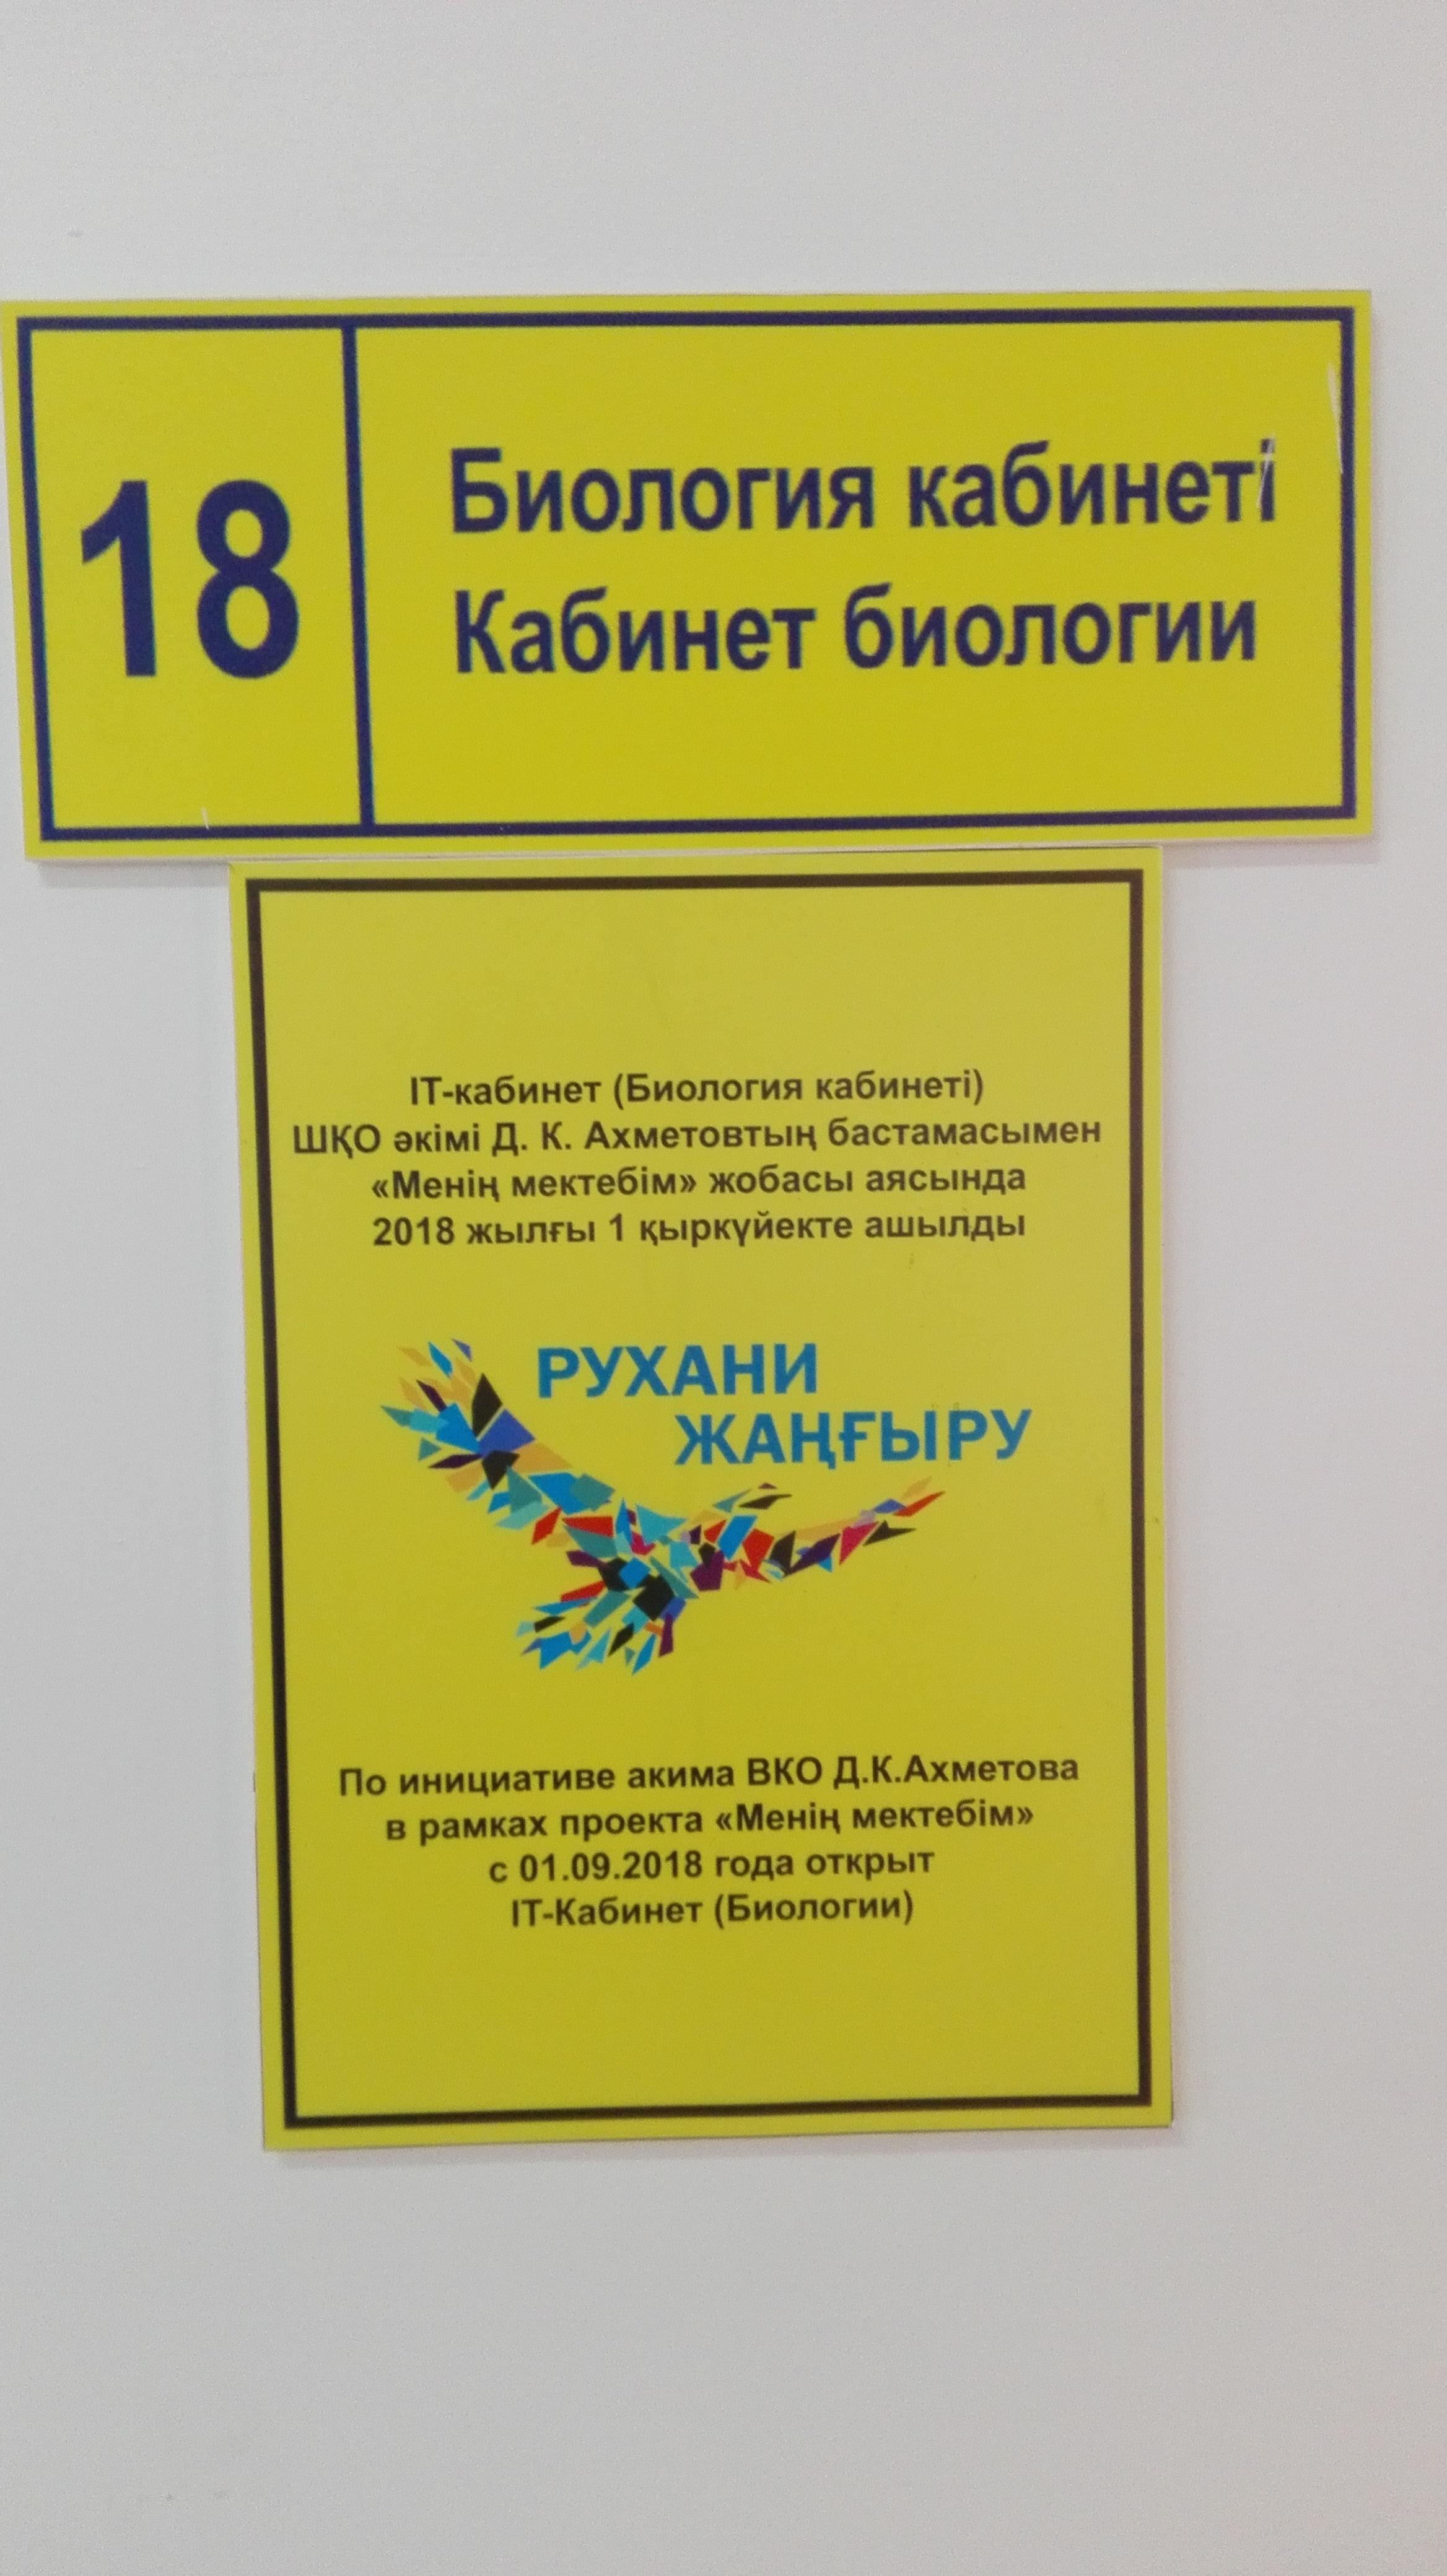 18
Биология кабинеті
Кабинет биологии
ІТ-кабинет (Биология кабинеті)
ШҚО әкімі Д. К. Ахметовтың бастамасымен
«Менің мектебім» жобасы аясында
2018 жылғы 1 қыркүйекте ашылды
РУХАНИ
ЖАҢҒЫРУ
По инициативе акима ВКО Д.К.Ахметова
в рамках проекта «Менің мектебім»
с 01.09.2018 года открыт
ІТ-Кабинет (Биологии)